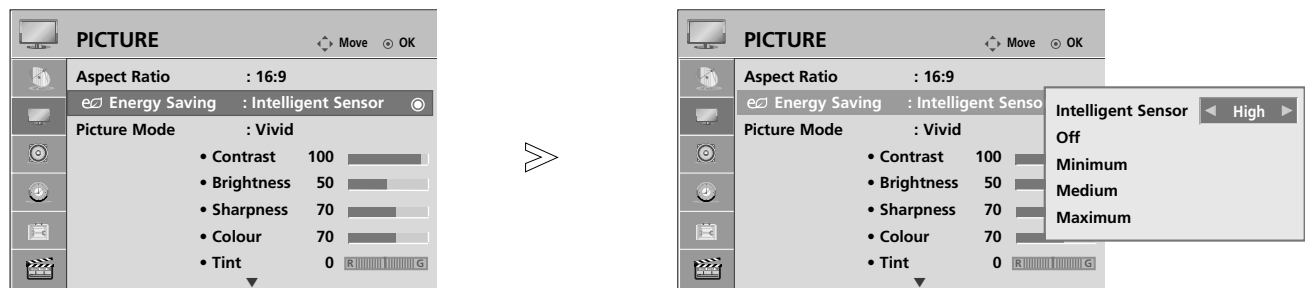 PICTURE Move OK
Aspect Ratio : 16:9
Energy Saving : Intelligent Sensor
Picture Mode : Vivid
• Contrast 100
• Brightness 50
• Sharpness 70
• Colour 70
• Tint 0 R G
PICTURE Move OK
Aspect Ratio : 16:9
Energy Saving : Intelligent Senso
Picture Mode : Vivid
• Contrast 100
• Brightness 50
• Sharpness 70
• Colour 70
• Tint 0 R G
Intelligent Sensor ◄ High ►
Off
Minimum
Medium
Maximum